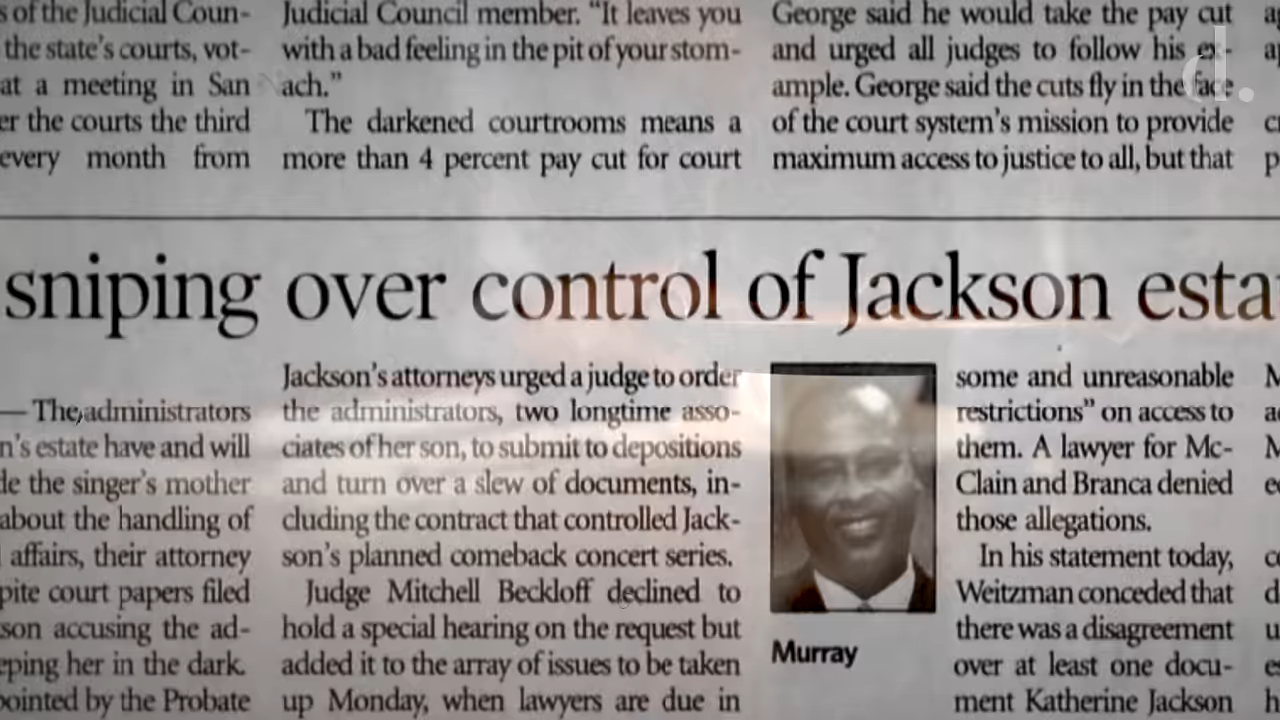 s of the Judicial Coun-
the state's courts, vot-
at a meeting in San
er the courts the third
every month from
Judicial Council member. "It leaves you
with a bad feeling in the pit of your stom-
ach."
The darkened courtrooms means a
more than 4 percent pay cut for court
George said he would take the pay cut
and urged all judges to follow his ex-
ample. George said the cuts fly in the face
of the court system's mission to provide
maximum access to justice to all, but that
d.
sniping over control of Jackson esta
— The administrators
n's estate have and will
de the singer's mother
about the handling of
affairs, their attorney
pite court papers filed
son accusing the ad-
eping her in the dark.
pointed by the Probate
Jackson's attorneys urged a judge to order
the administrators, two longtime asso-
ciates of her son, to submit to depositions
and turn over a slew of documents, in-
cluding the contract that controlled Jack-
son's planned comeback concert series.
Judge Mitchell Beckloff declined to
hold a special hearing on the request but
added it to the array of issues to be taken
up Monday, when lawyers are due in
Murray
some and unreasonable
restrictions" on access to
them. A lawyer for Mc-
Clain and Branca denied
those allegations.
In his statement today,
Weitzman conceded that
there was a disagreement
over at least one docu-
ment Katherine Jackson